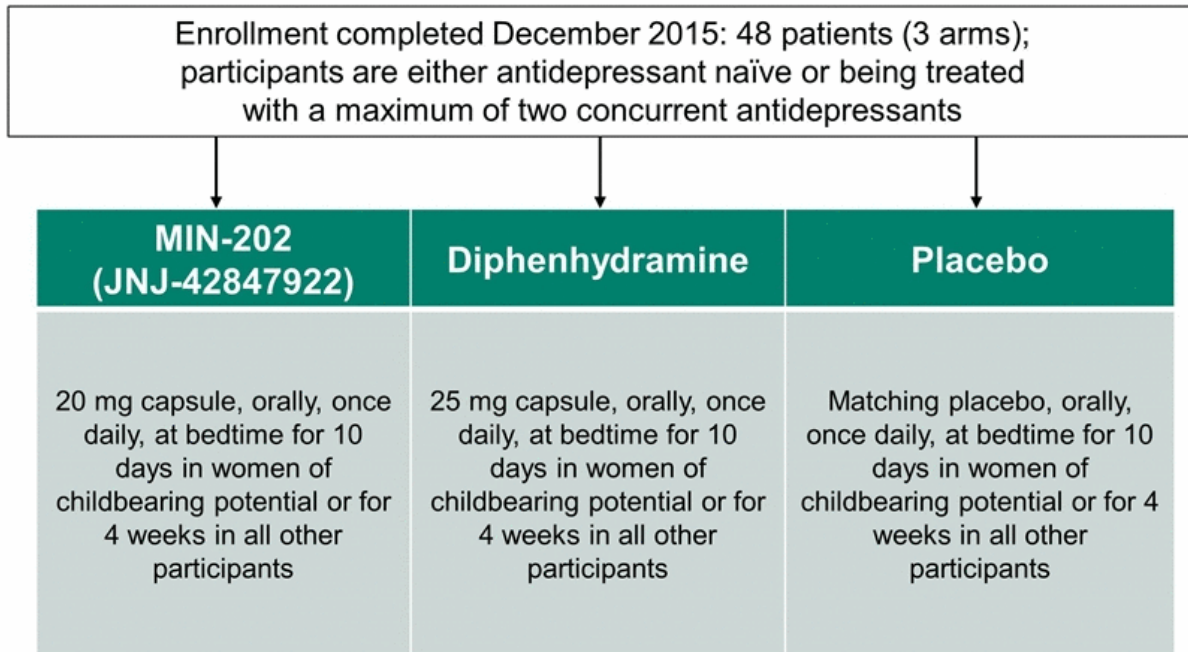 Enrollment completed December 2015: 48 patients (3 arms);
participants are either antidepressant naïve or being treated
with a maximum of two concurrent antidepressants
MIN-202
(JNJ-42847922)
Diphenhydramine
Placebo
20 mg capsule, orally, once
daily, at bedtime for 10
days in women of
childbearing potential or for
4 weeks in all other
participants
25 mg capsule, orally, once
daily, at bedtime for 10
days in women of
childbearing potential or for
4 weeks in all other
participants
Matching placebo, orally,
once daily, at bedtime for 10
days in women of
childbearing potential or for 4
weeks in all other
participants